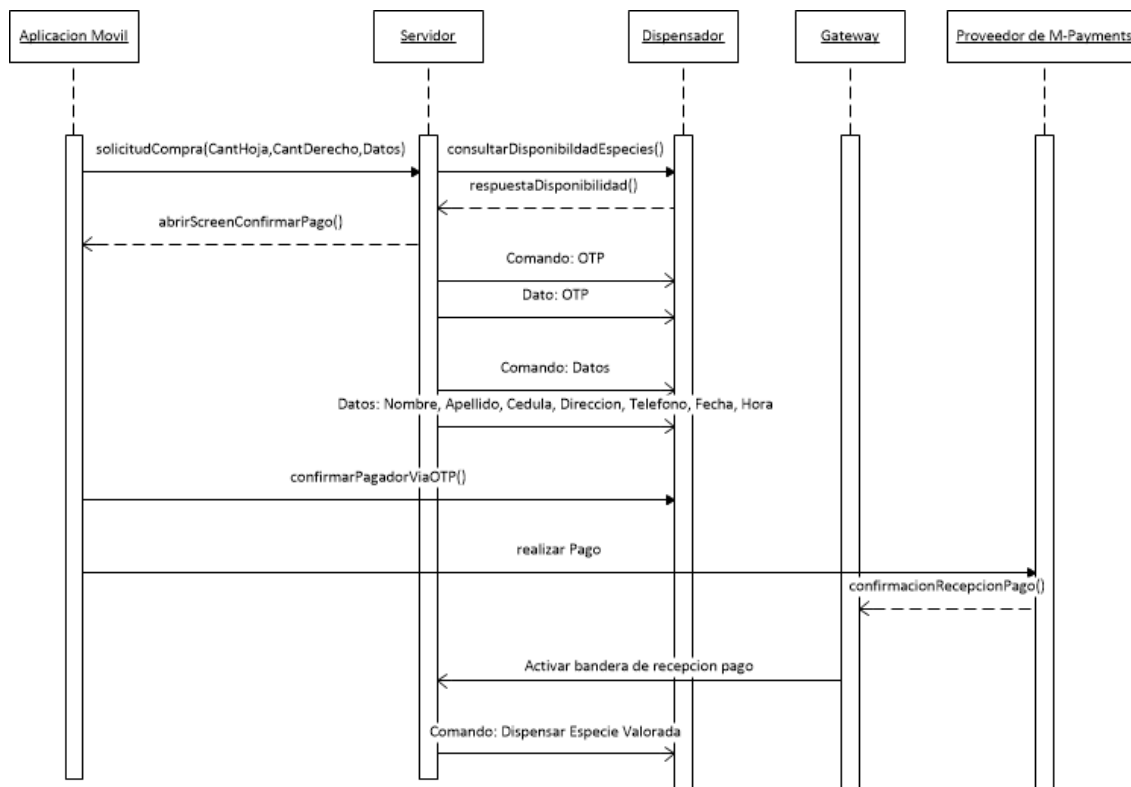 Aplicacion Movil
Servidor
Dispensador
Gateway
Proveedor de M-Payments
solicitudCompra(CantHoja,CantDerecho,Datos)
consultarDisponibildadEspecies()
respuestaDisponibilidad()
abrirScreenConfirmarPago()
Comando: OTP
Dato: OTP
Comando: Datos
Datos: Nombre, Apellido, Cedula, Direccion, Telefono, Fecha, Hora
confirmarPagadorViaOTP()
realizar Pago
confirmacionRecepcionPago()
Activar bandera de recepcion pago
Comando: Dispensar Especie Valorada